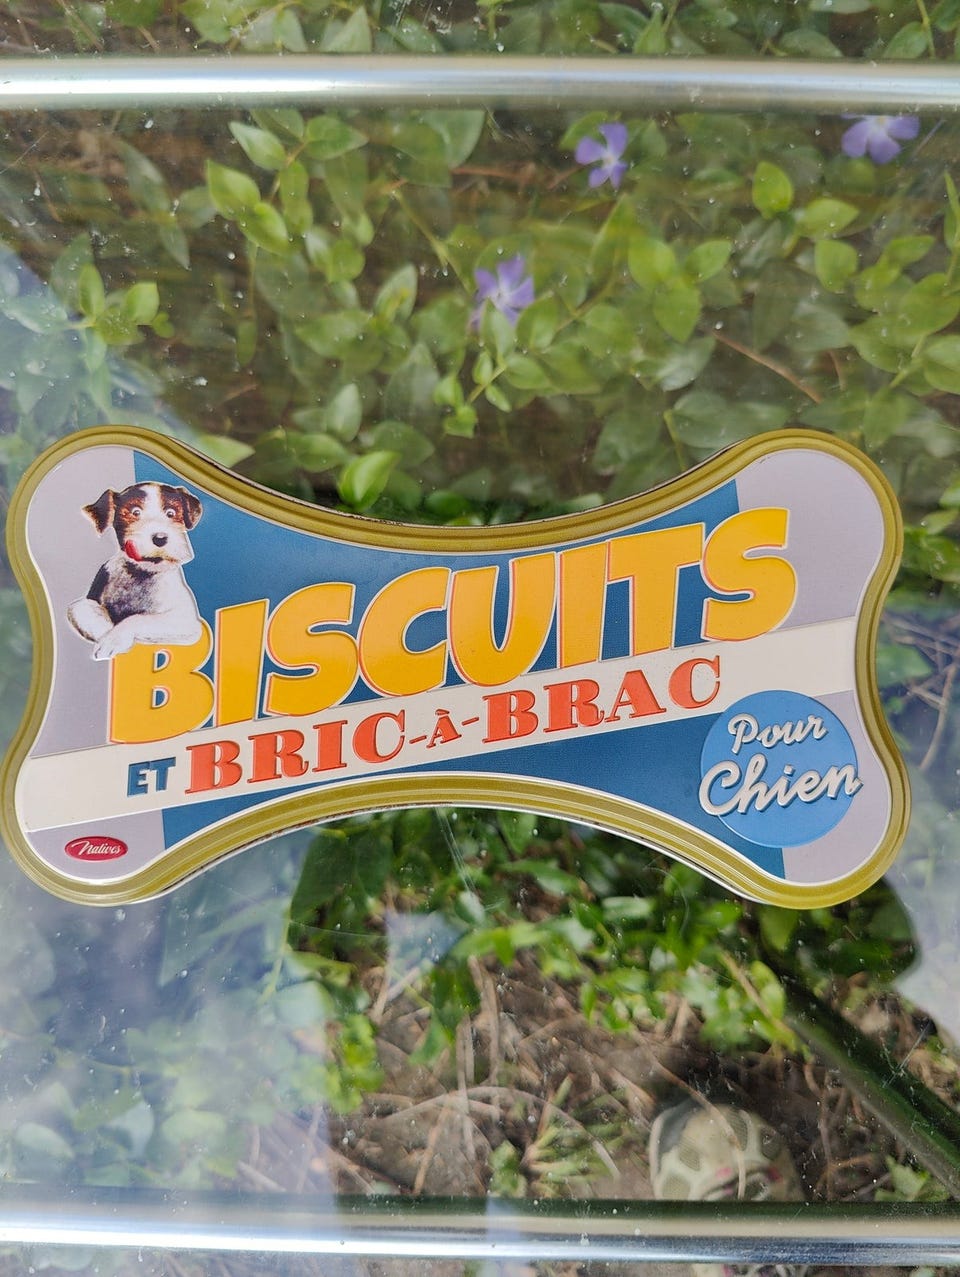 BISCUITS
ET BRIC-À-BRAC
Pour
Chien
Natives